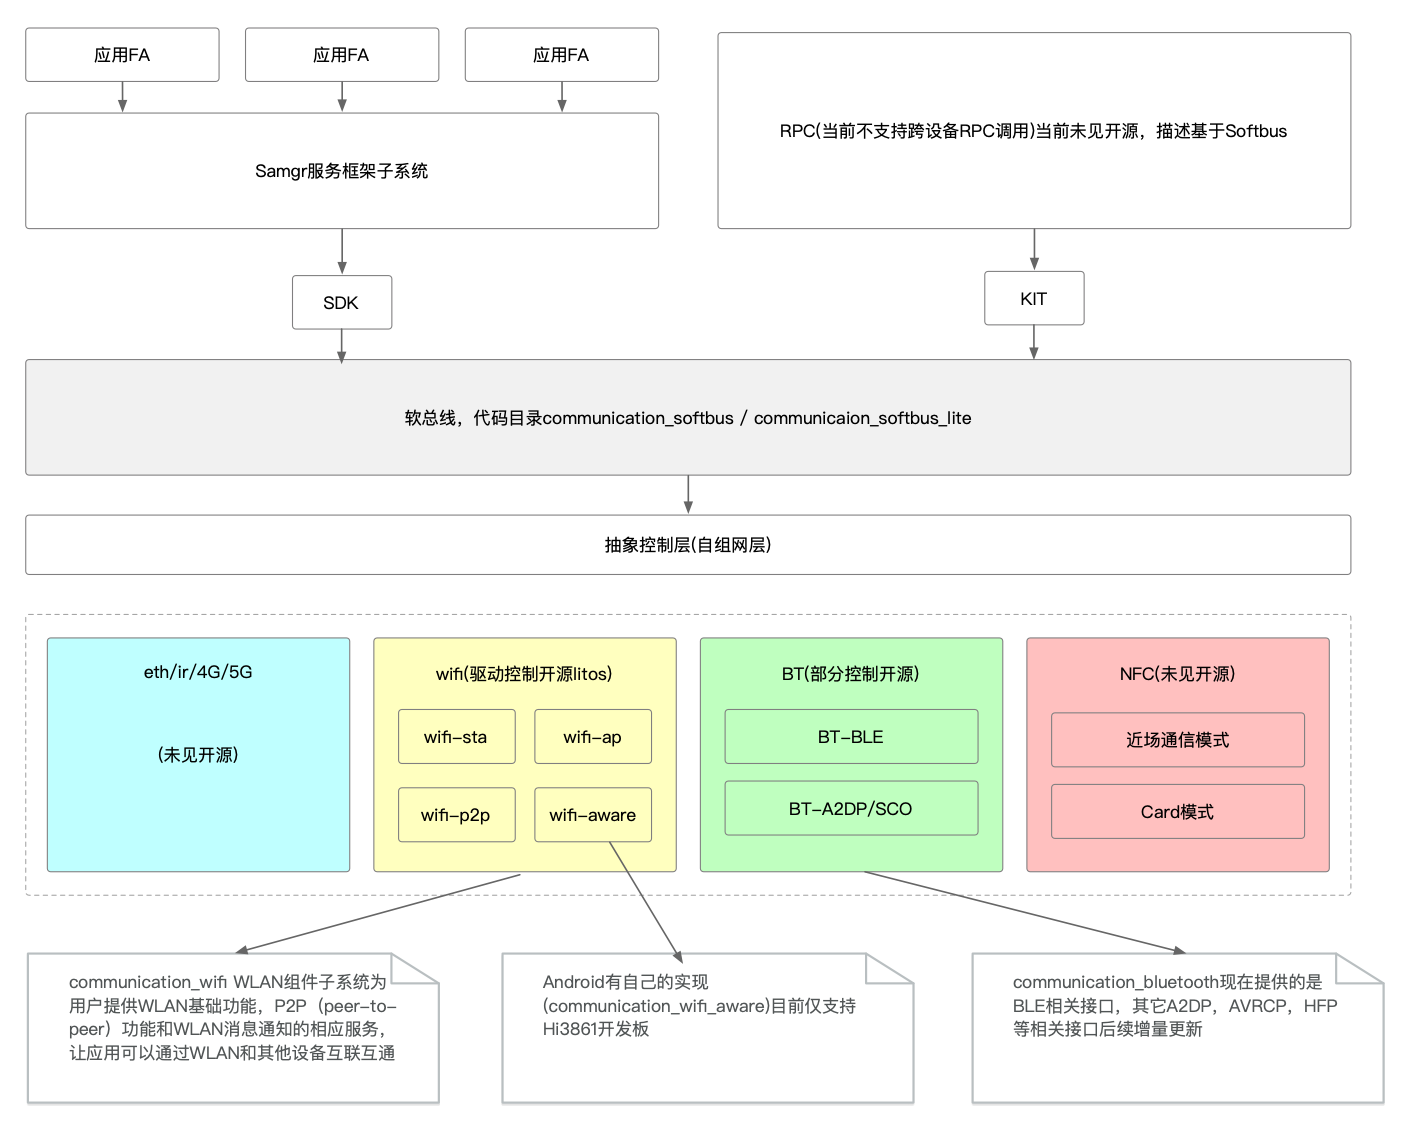 应用FA
应用FA
应用FA
RPC(当前不支持跨设备RPC调用)当前未见开源，描述基于Softbus
Samgr服务框架子系统
SDK
KIT
软总线，代码目录communication_softbus / communicaion_softbus_lite
抽象控制层(自组网层)
eth/ir/4G/5G
(未见开源)
wifi(驱动控制开源litos)
wifi-sta
wifi-ap
wifi-p2p
wifi-aware
BT(部分控制开源)
BT-BLE
BT-A2DP/SCO
NFC(未见开源)
近场通信模式
Card模式
communication_wifi WLAN组件子系统为
用户提供WLAN基础功能，P2P（peer-to-
peer）功能和WLAN消息通知的相应服务，
让应用可以通过WLAN和其他设备互联互通
Android有自己的实现
(communication_wifi_aware)目前仅支持
Hi3861开发板
communication_bluetooth现在提供的是
BLE相关接口，其它A2DP，AVRCP，HFP
等相关接口后续增量更新